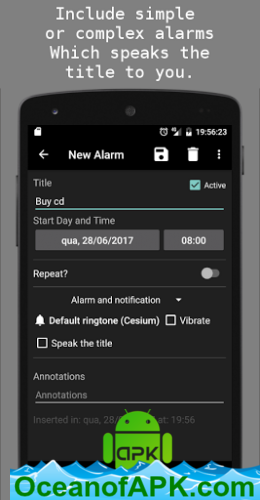 Include simple
or complex alarms
Which speaks the
title to you.
19:56:23
New Alarm
Title
Active
Buy cd
Start Day and Time
qua, 28/06/2017
08:00
Repeat?
Alarm and notification
Default ringtone (Cesium)
Vibrate
Speak the title
Annotations
Annotations
Inserted in: qua, 28/06/2017 at: 19:56
apk
OceanofAPK.com